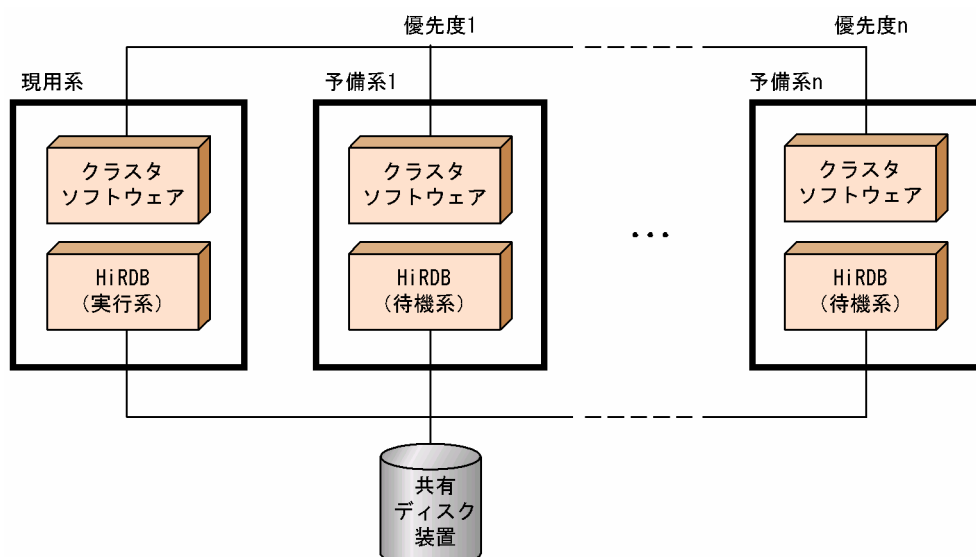 優先度1
優先度n
現用系
予備系1
予備系n
クラスタ
ソフトウェア
クラスタ
ソフトウェア
クラスタ
ソフトウェア
HiRDB
(実行系)
HiRDB
(待機系)
...
HiRDB
(待機系)
共有
ディスク
装置